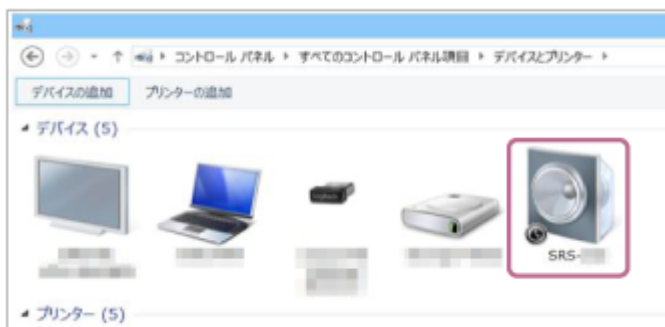 コントロール パネル ▸ すべてのコントロール パネル項目 ▸ デバイスとプリンター ▸
デバイスの追加 プリンターの追加
デバイス (5)
SRS-
プリンター (5)